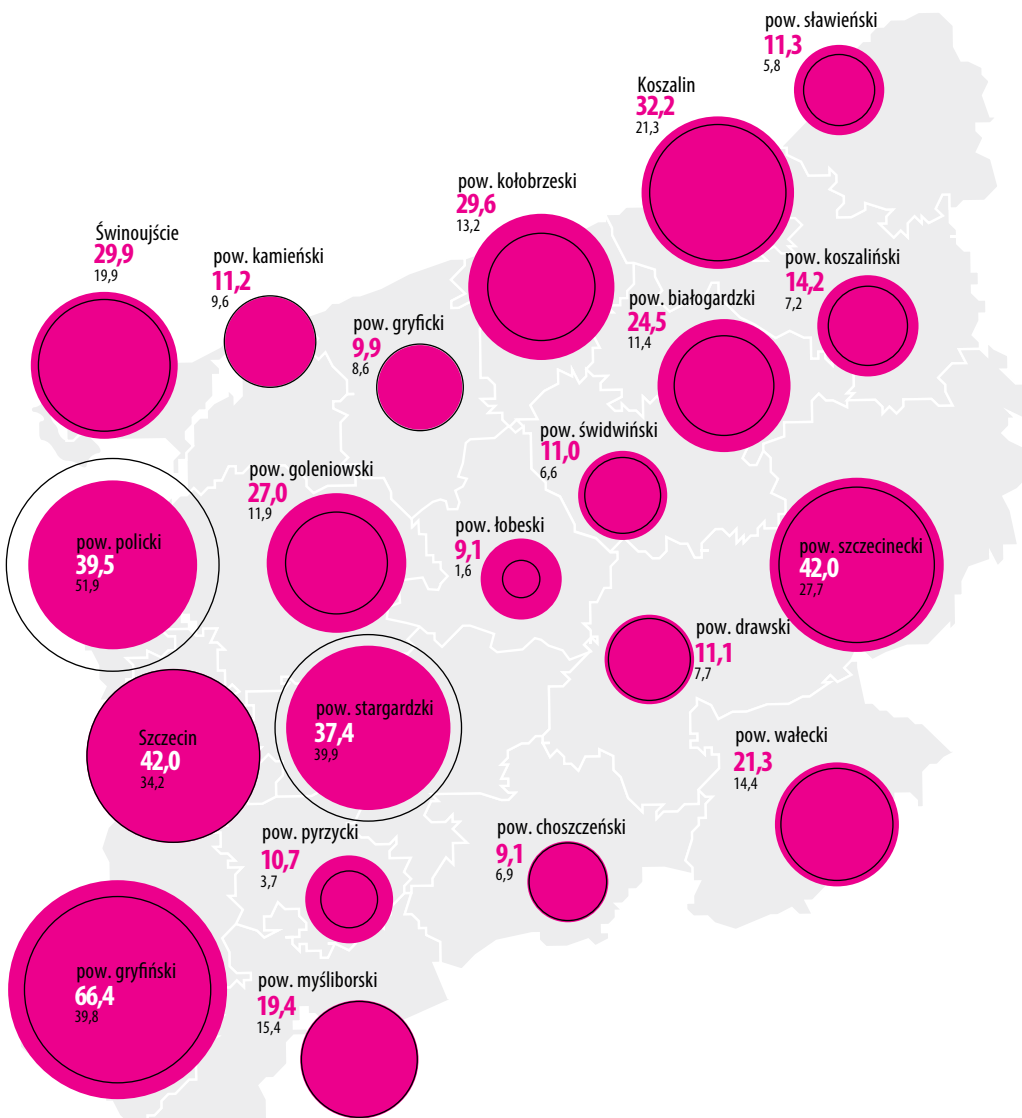 pow. sławieński
11,3
5,8
Koszalin
32,2
21,3
pow. kołobrzeski
29,6
13,2
Świnoujście
29,9
19,9
pow. kamieński
11,2
9,6
pow. koszaliński
14,2
7,2
pow. białogardzki
24,5
11,4
pow. gryficki
9,9
8,6
pow. świdwiński
11,0
6,6
pow. goleniowski
27,0
11,9
pow. łobeski
9,1
1,6
pow. policki
39,5
51,9
pow. szczecinecki
42,0
27,7
pow. drawski
11,1
7,7
pow. stargardzki
37,4
39,9
Szczecin
42,0
34,2
pow. wałecki
21,3
14,4
pow. pyrzycki
10,7
3,7
pow. choszczeński
9,1
6,9
pow. gryfiński
66,4
39,8
pow. myśliborski
19,4
15,4